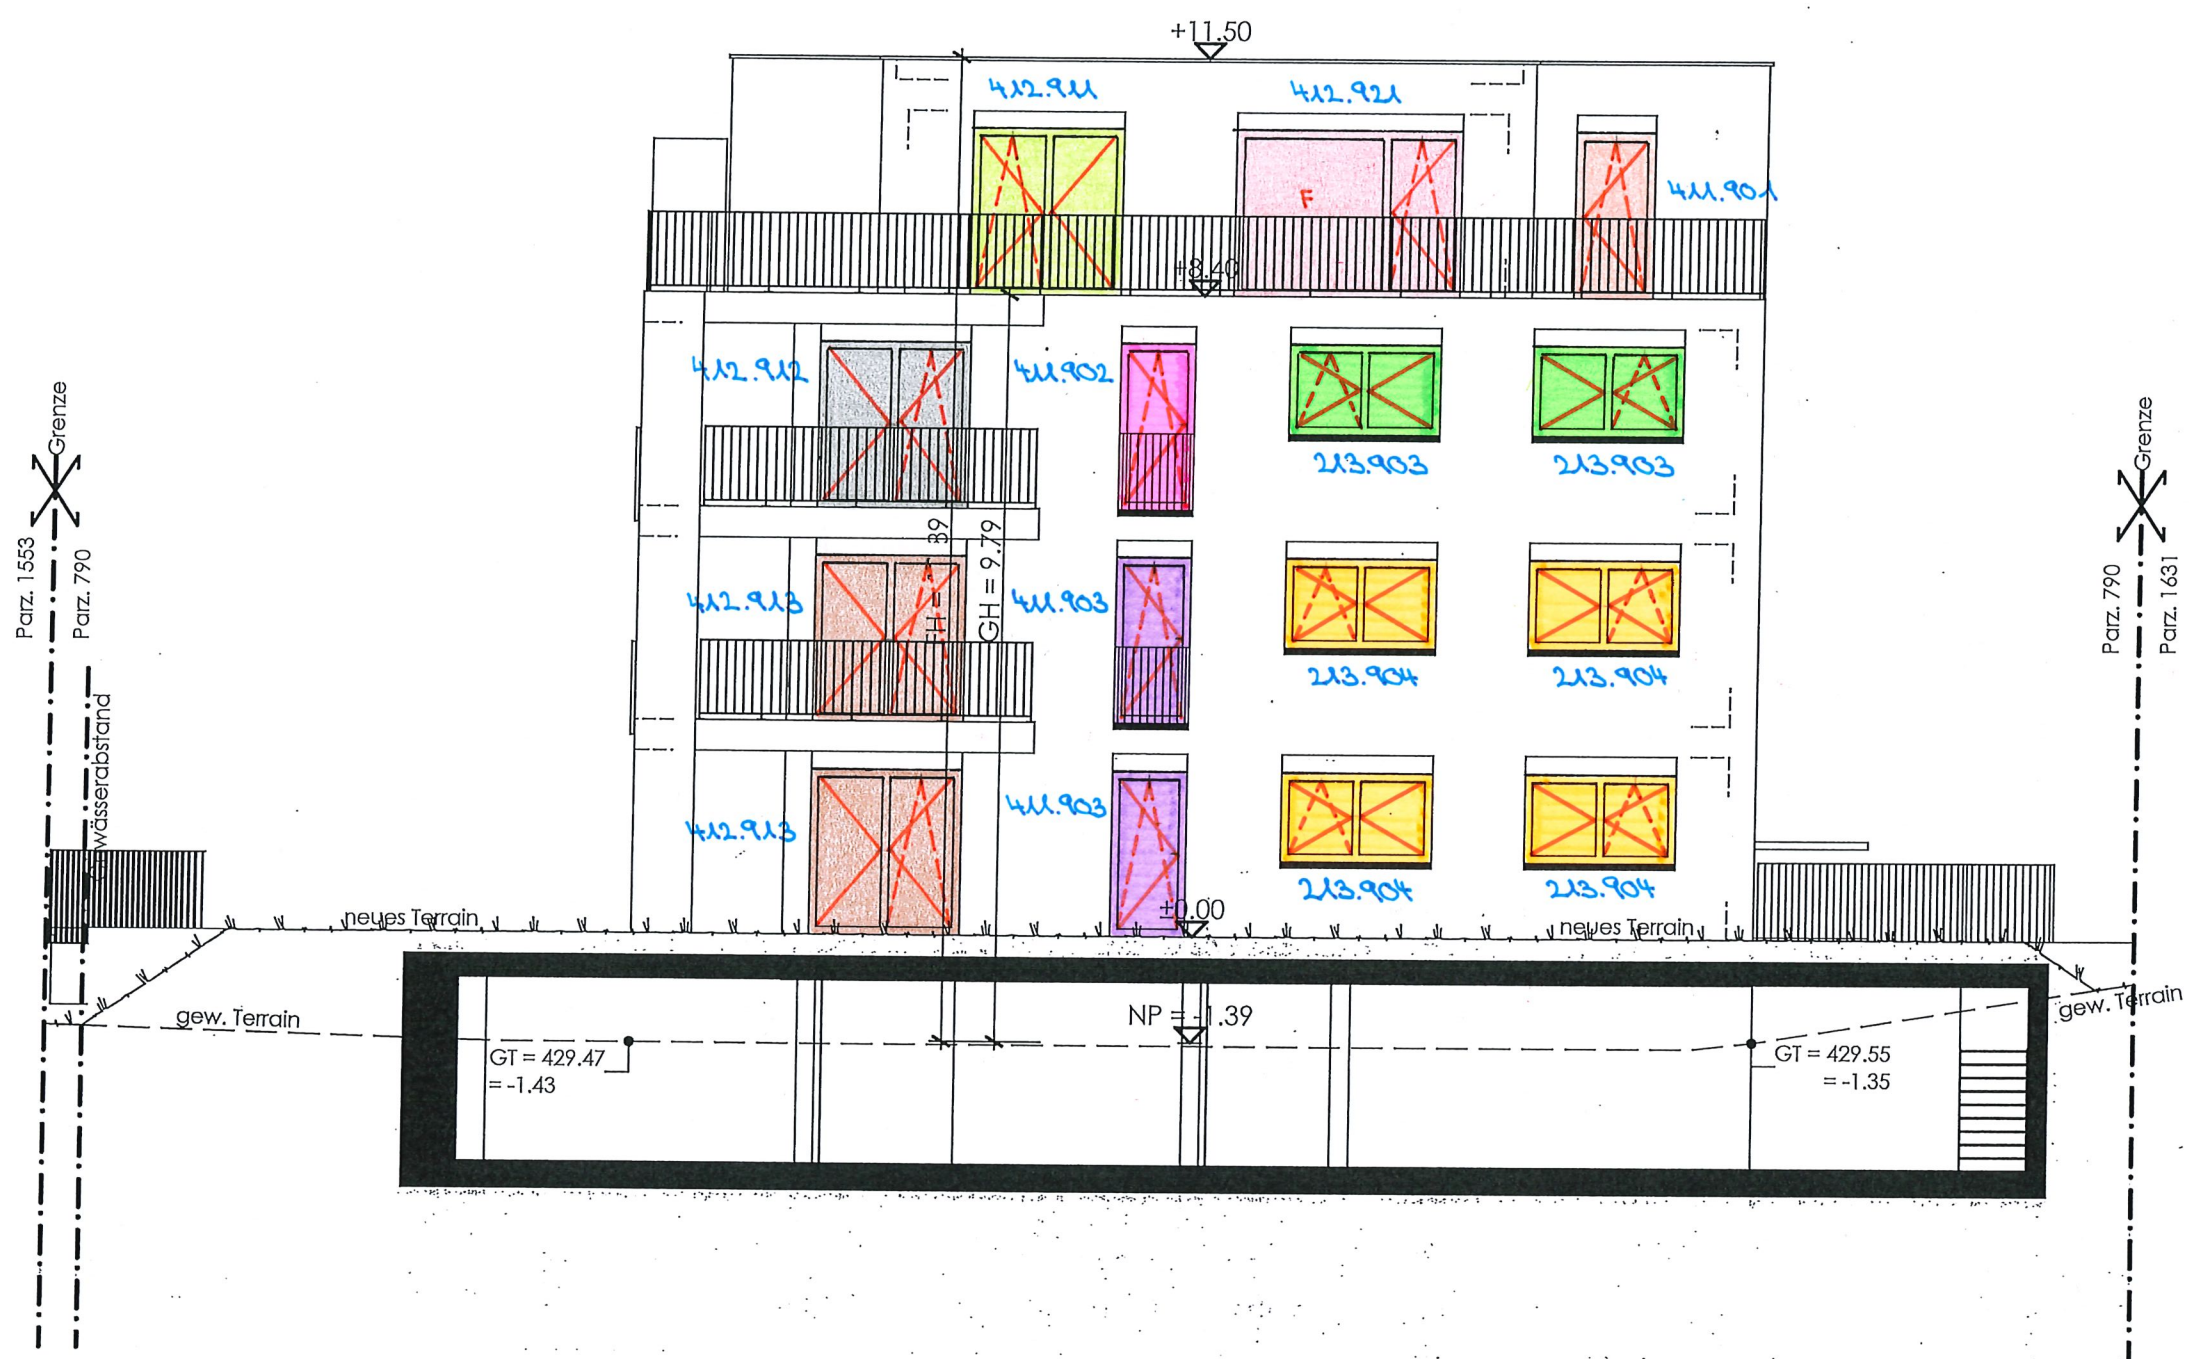 +11.50
412.911
412.921
411.901
F
+8.40
412.912
411.902
213.903
213.903
Grenze
Grenze
Parz. 1553
Parz. 790
Parz. 790
Parz. 1631
GH = 9.79
412.913
411.903
213.904
213.904
412.913
411.903
213.904
213.904
±0.00
neues Terrain
neues Terrain
gew. Terrain
gew. Terrain
NP = -1.39
GT = 429.47
= -1.43
GT = 429.55
= -1.35